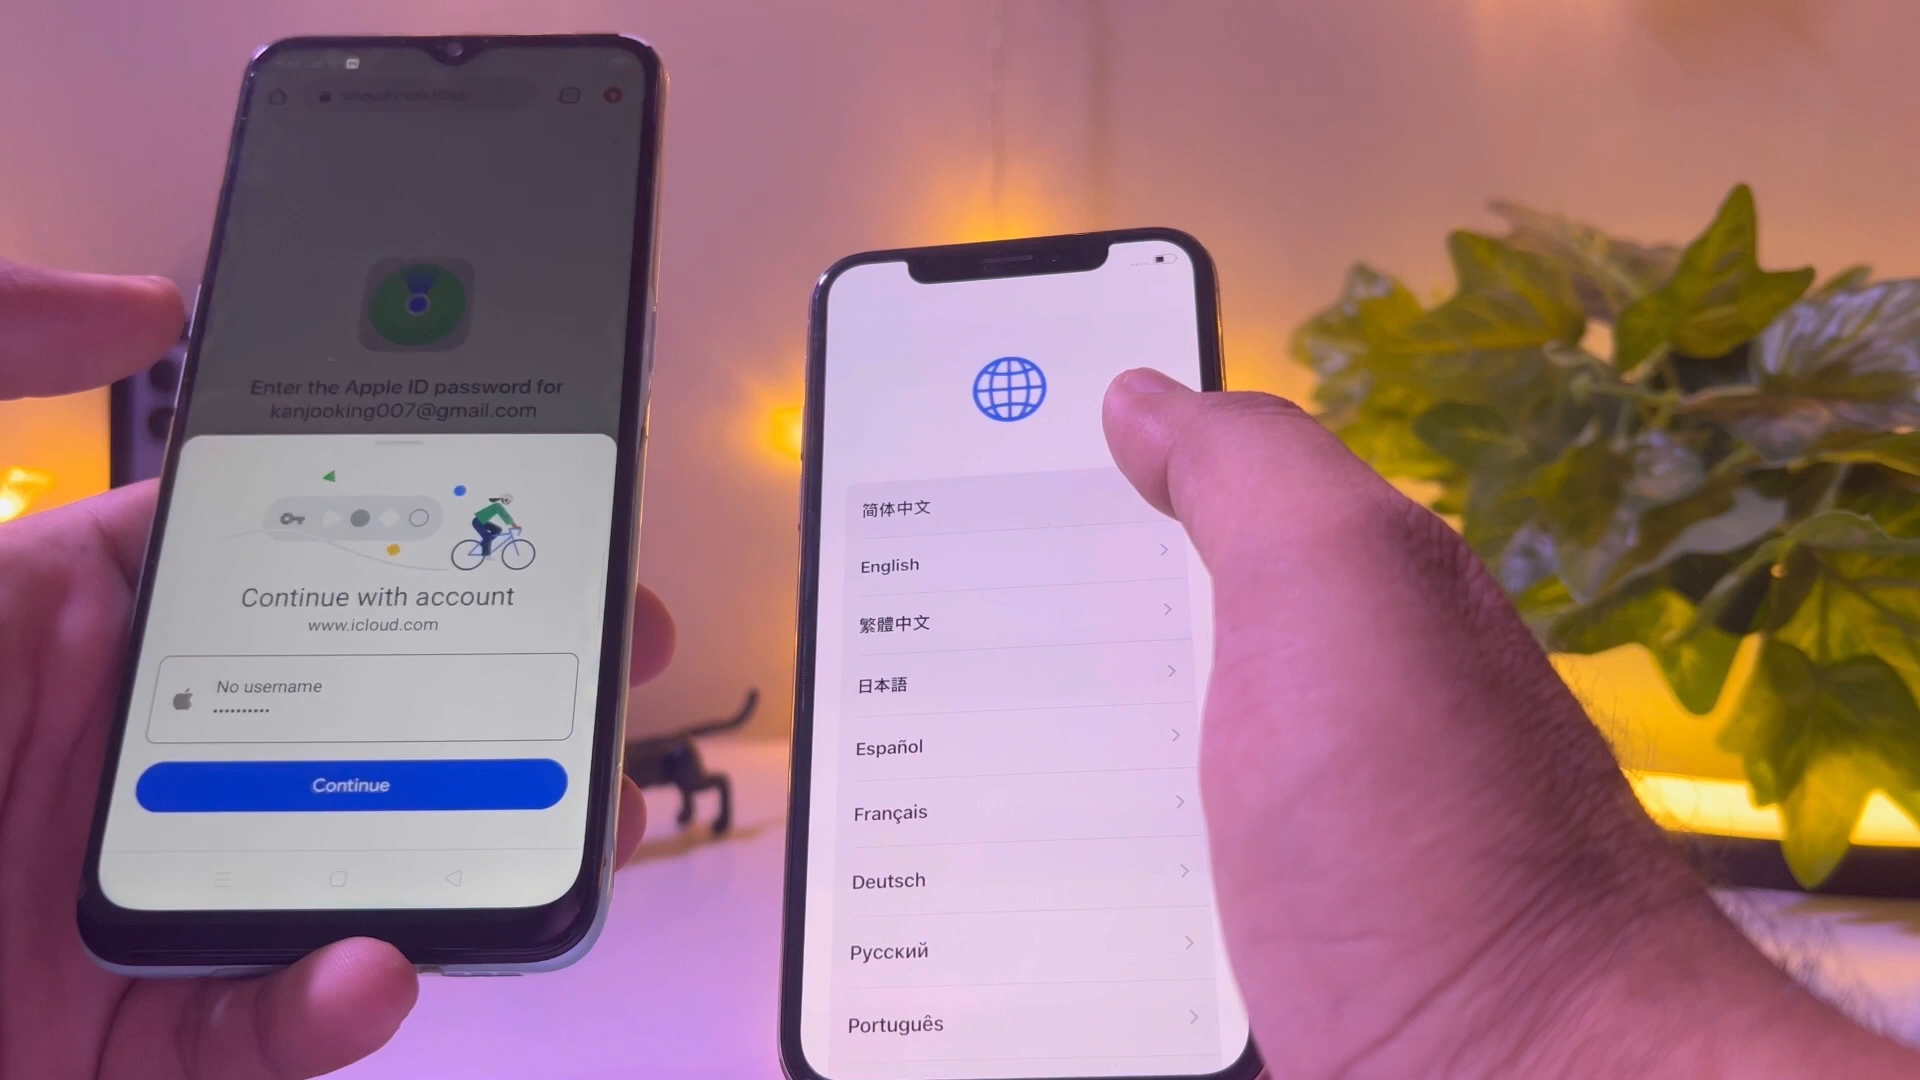 Enter the Apple ID password for
kanjooking007@gmail.com
Continue with account
www.icloud.com
No username
••••••••••
Continue
简体中文
English
繁體中文
日本語
Español
Français
Deutsch
Русский
Português